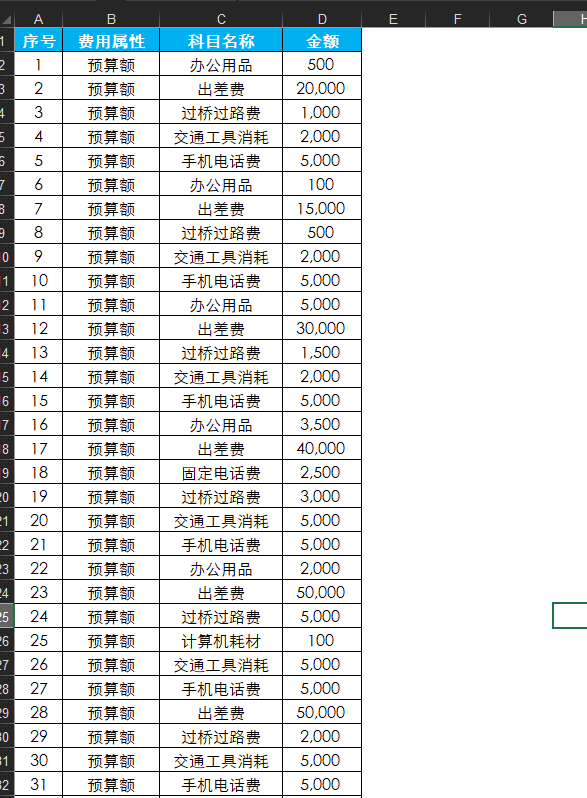 A B C D E F G H
1 序号 费用属性 科目名称 金额
2 1 预算额 办公用品 500
3 2 预算额 出差费 20,000
4 3 预算额 过桥过路费 1,000
5 4 预算额 交通工具消耗 2,000
6 5 预算额 手机电话费 5,000
7 6 预算额 办公用品 100
8 7 预算额 出差费 15,000
9 8 预算额 过桥过路费 500
0 9 预算额 交通工具消耗 2,000
1 10 预算额 手机电话费 5,000
2 11 预算额 办公用品 5,000
3 12 预算额 出差费 30,000
4 13 预算额 过桥过路费 1,500
5 14 预算额 交通工具消耗 2,000
6 15 预算额 手机电话费 5,000
7 16 预算额 办公用品 3,500
8 17 预算额 出差费 40,000
9 18 预算额 固定电话费 2,500
20 19 预算额 过桥过路费 3,000
21 20 预算额 交通工具消耗 5,000
22 21 预算额 手机电话费 5,000
23 22 预算额 办公用品 2,000
24 23 预算额 出差费 50,000
25 24 预算额 过桥过路费 5,000
26 25 预算额 计算机耗材 100
27 26 预算额 交通工具消耗 5,000
28 27 预算额 手机电话费 5,000
29 28 预算额 出差费 50,000
30 29 预算额 过桥过路费 2,000
31 30 预算额 交通工具消耗 5,000
32 31 预算额 手机电话费 5,000